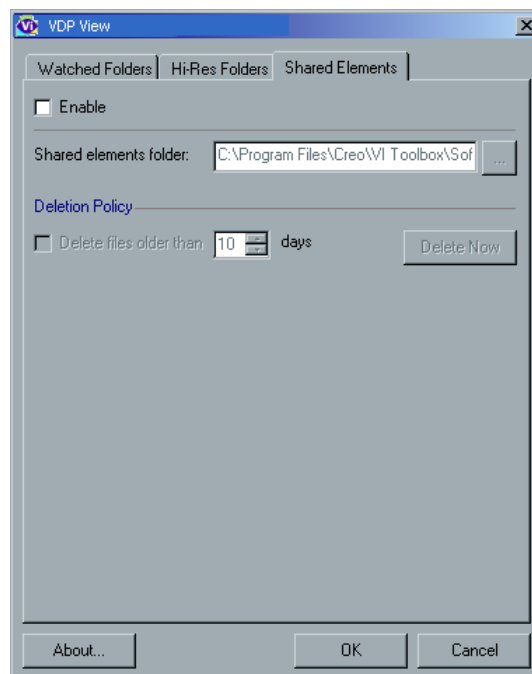 Vi VDP View
Watched Folders Hi-Res Folders Shared Elements
Enable
Shared elements folder: C:\Program Files\Creo\VI Toolbox\Sof ...
Deletion Policy
Delete files older than 10 days Delete Now
About... OK Cancel